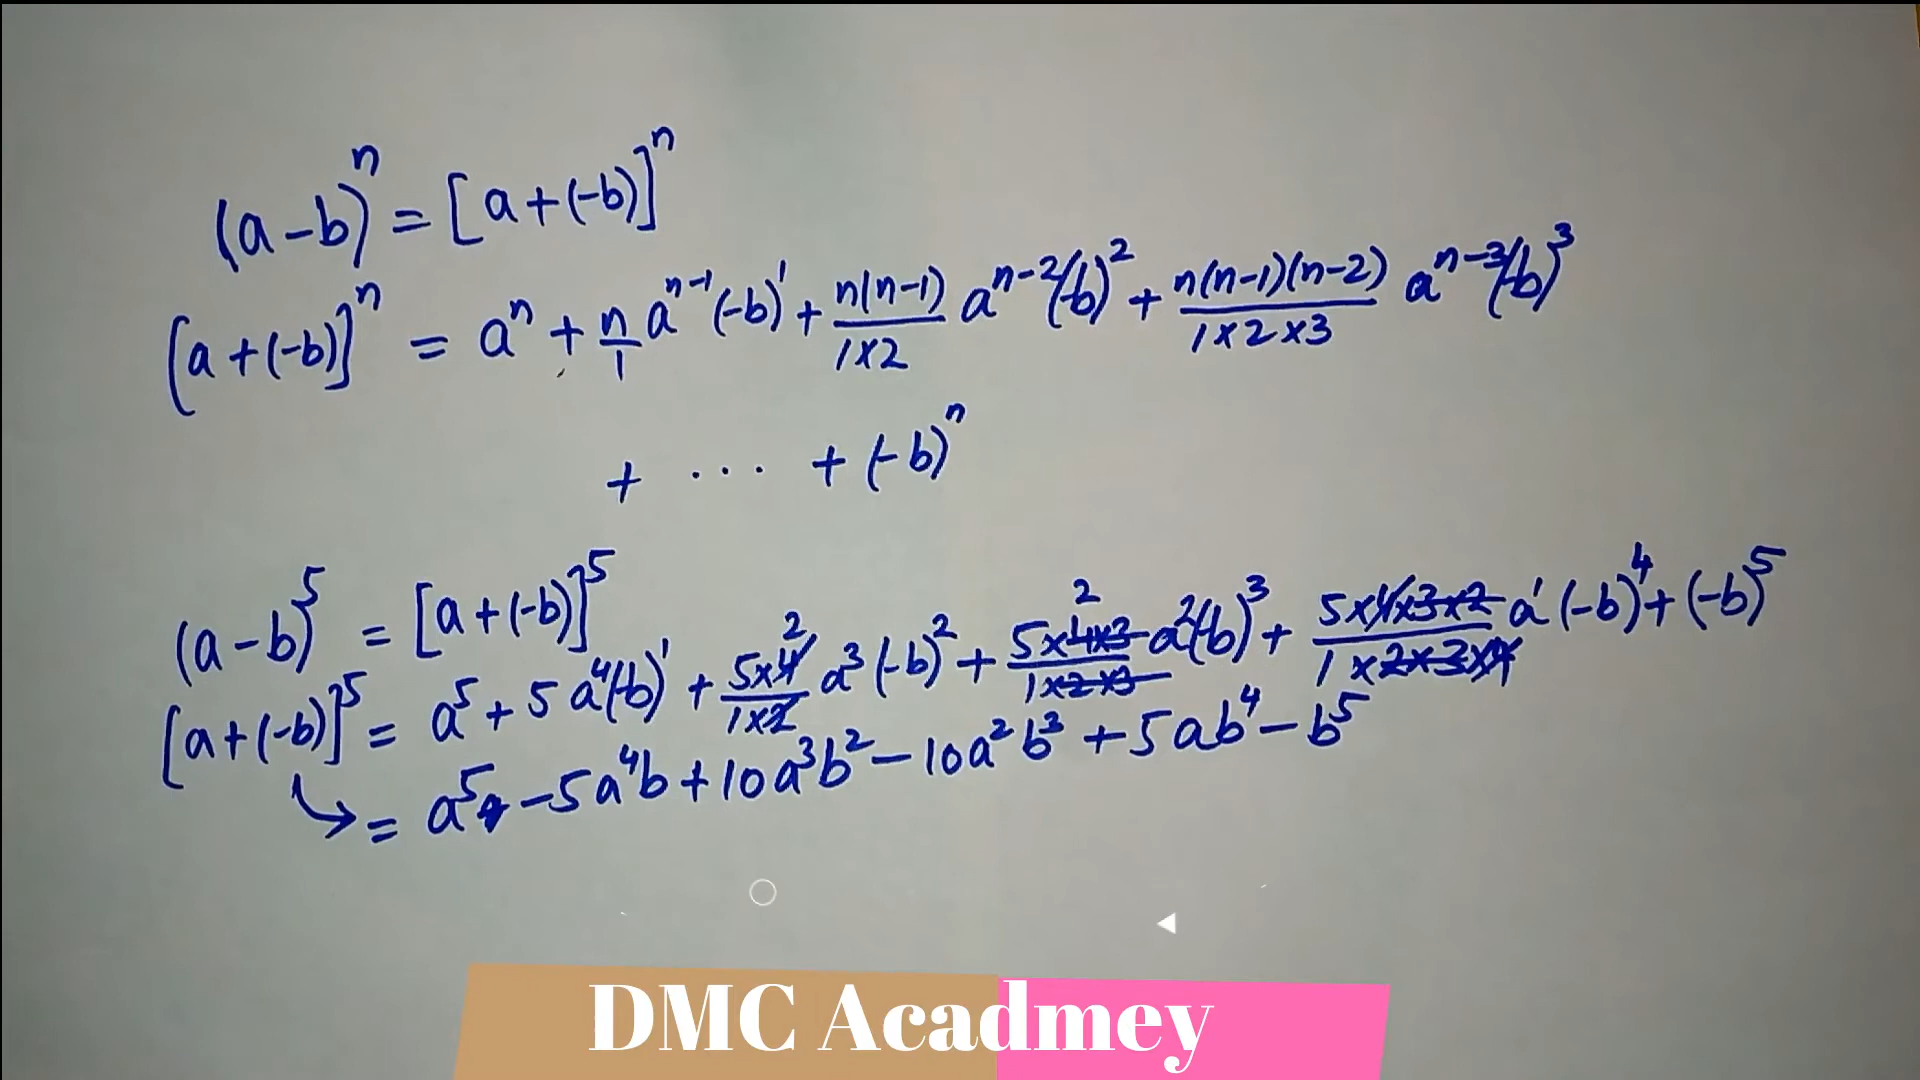 (a-b)^n = [a+(-b)]^n
[a+(-b)]^n = a^n + n/1 a^(n-1) (-b)^1 + n(n-1)/1×2 a^(n-2) (-b)^2 + n(n-1)(n-2)/1×2×3 a^(n-3) (-b)^3
+ ... + (-b)^n
(a-b)^5 = [a+(-b)]^5
[a+(-b)]^5 = a^5 + 5a^4(-b)^1 + 5×4/1×2 2 a^3(-b)^2 + 5×4×3/1×2×3 2 a^2(-b)^3 + 5×4×3×2/1×2×3×4 a^1(-b)^4 + (-b)^5
= a^5 - 5a^4b + 10a^3b^2 - 10a^2b^3 + 5ab^4 - b^5
DMC Acadmey